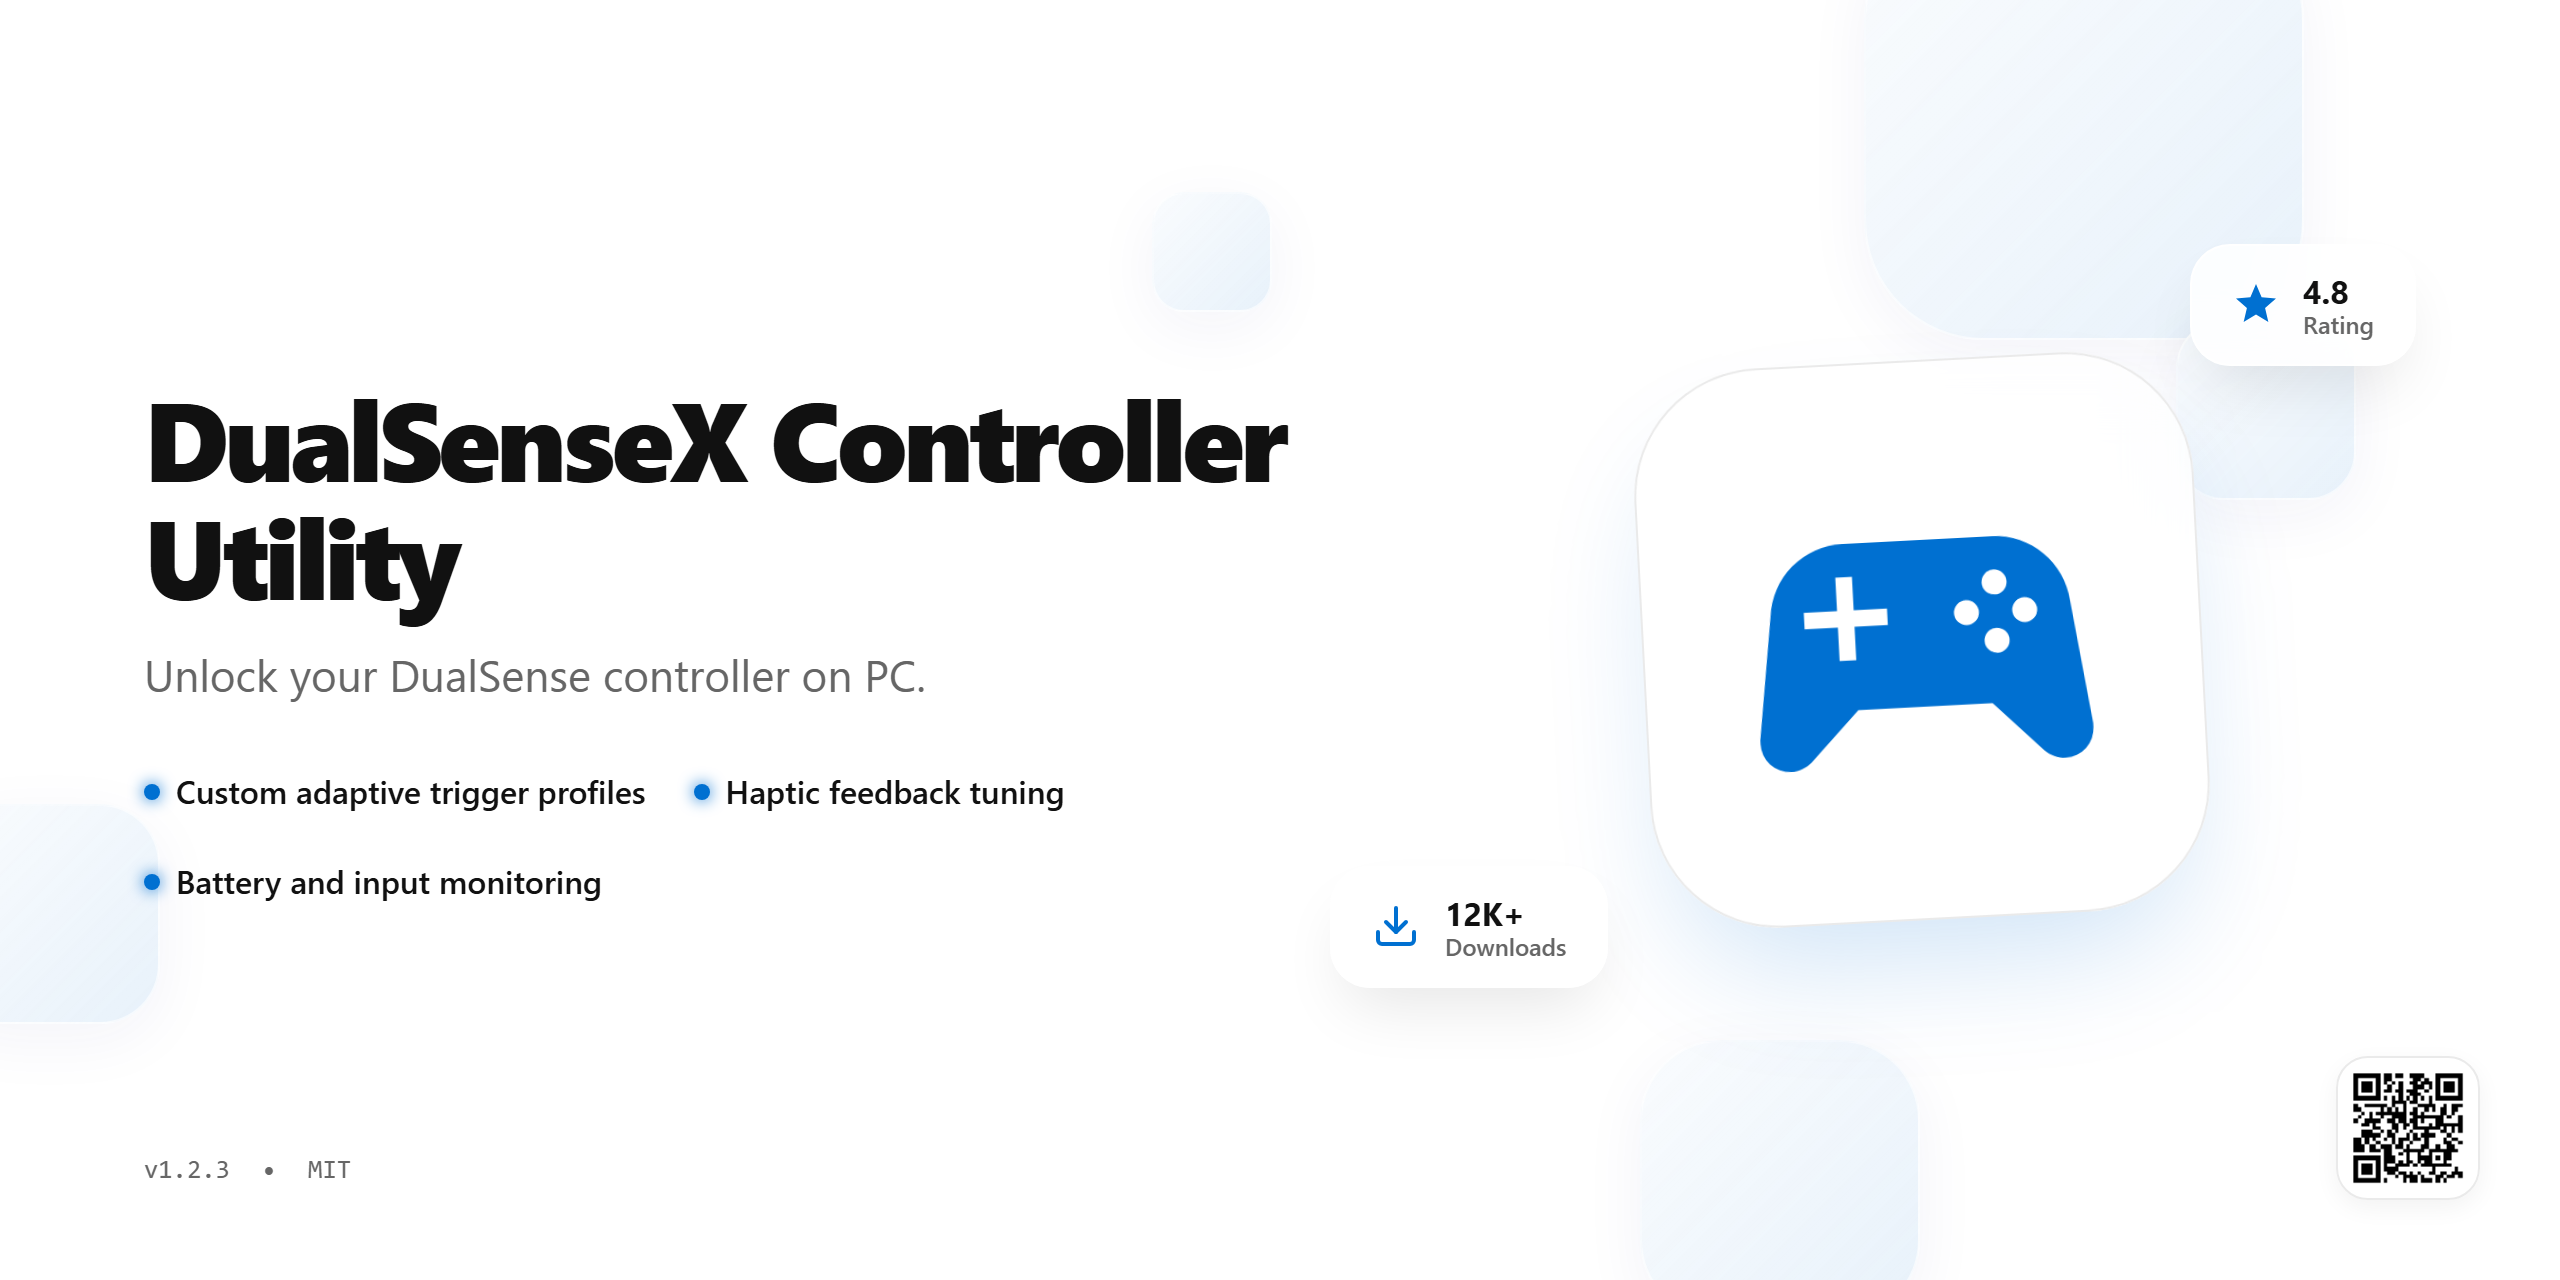 DualSenseX Controller
Utility
Unlock your DualSense controller on PC.
Custom adaptive trigger profiles
Haptic feedback tuning
Battery and input monitoring
4.8
Rating
12K+
Downloads
v1.2.3 • MIT